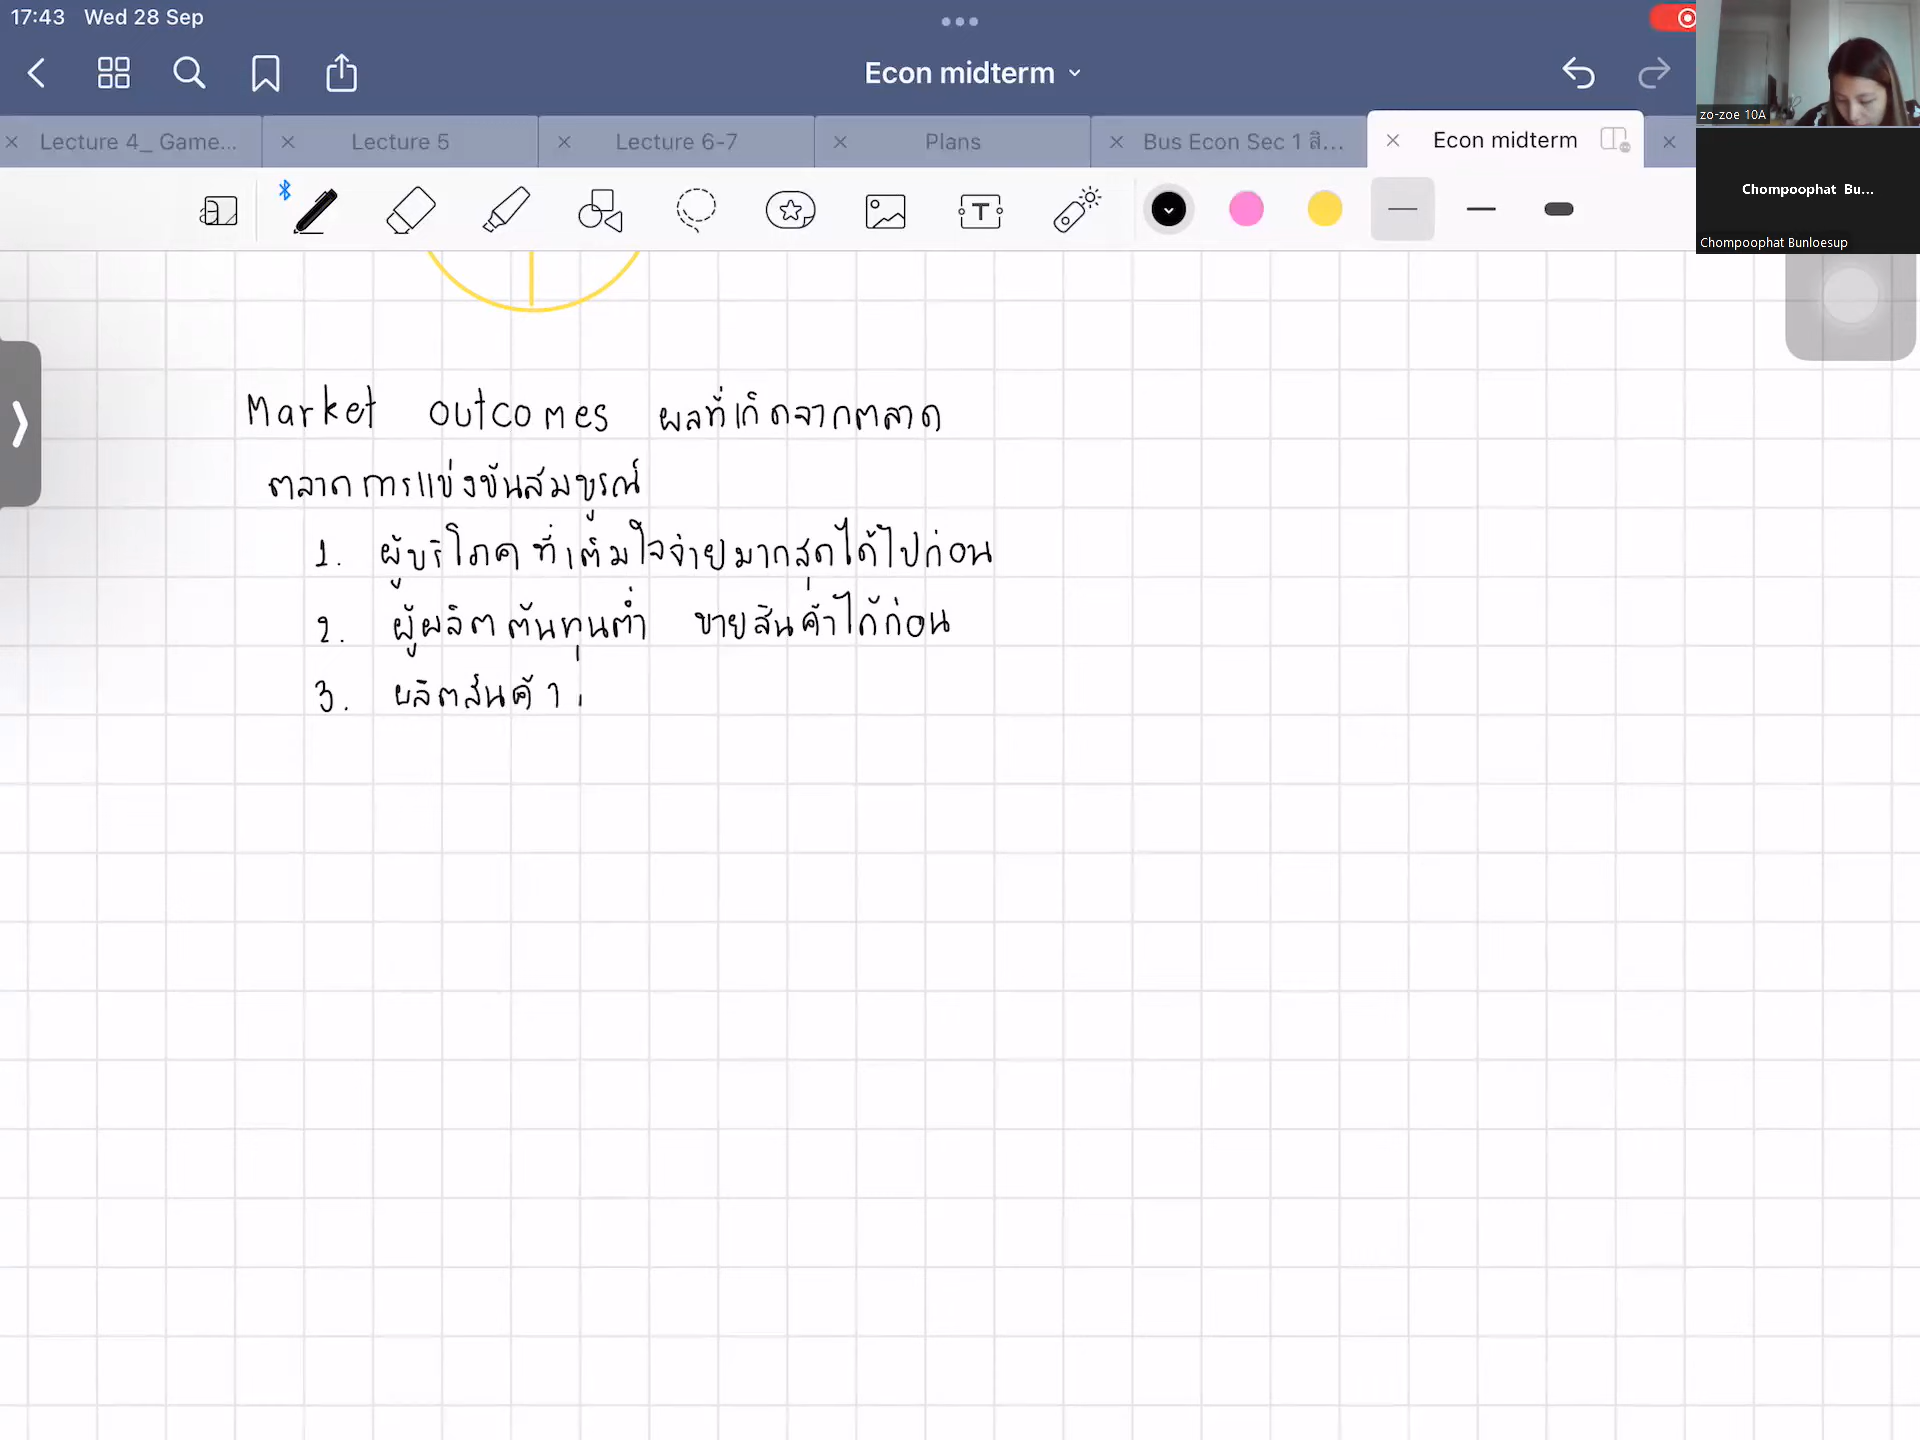 17:43 Wed 28 Sep
Econ midterm
Lecture 4_ Game...
Lecture 5
Lecture 6-7
Plans
Bus Econ Sec 1 สิ...
Econ midterm
zo-zoe 10A
Chompoophat Bu...
Chompoophat Bunloesup
Market outcomes ผลที่เกิดจากตลาด
ตลาดการแข่งขันสมบูรณ์
1. ผู้บริโภคที่เต็มใจจ่ายมากสุดได้ไปก่อน
2. ผู้ผลิตต้นทุนต่ำ ขายสินค้าได้ก่อน
3. ผลิตสินค้า